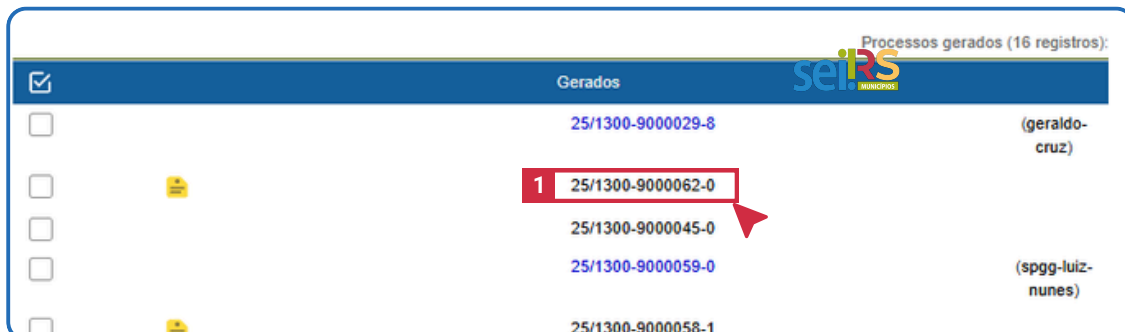 Processos gerados (16 registros):
sei!RS
MUNICÍPIOS
Gerados
25/1300-9000029-8
(geraldo-
cruz)
1
25/1300-9000062-0
25/1300-9000045-0
25/1300-9000059-0
(spgg-luiz-
nunes)
25/1300-9000058-1